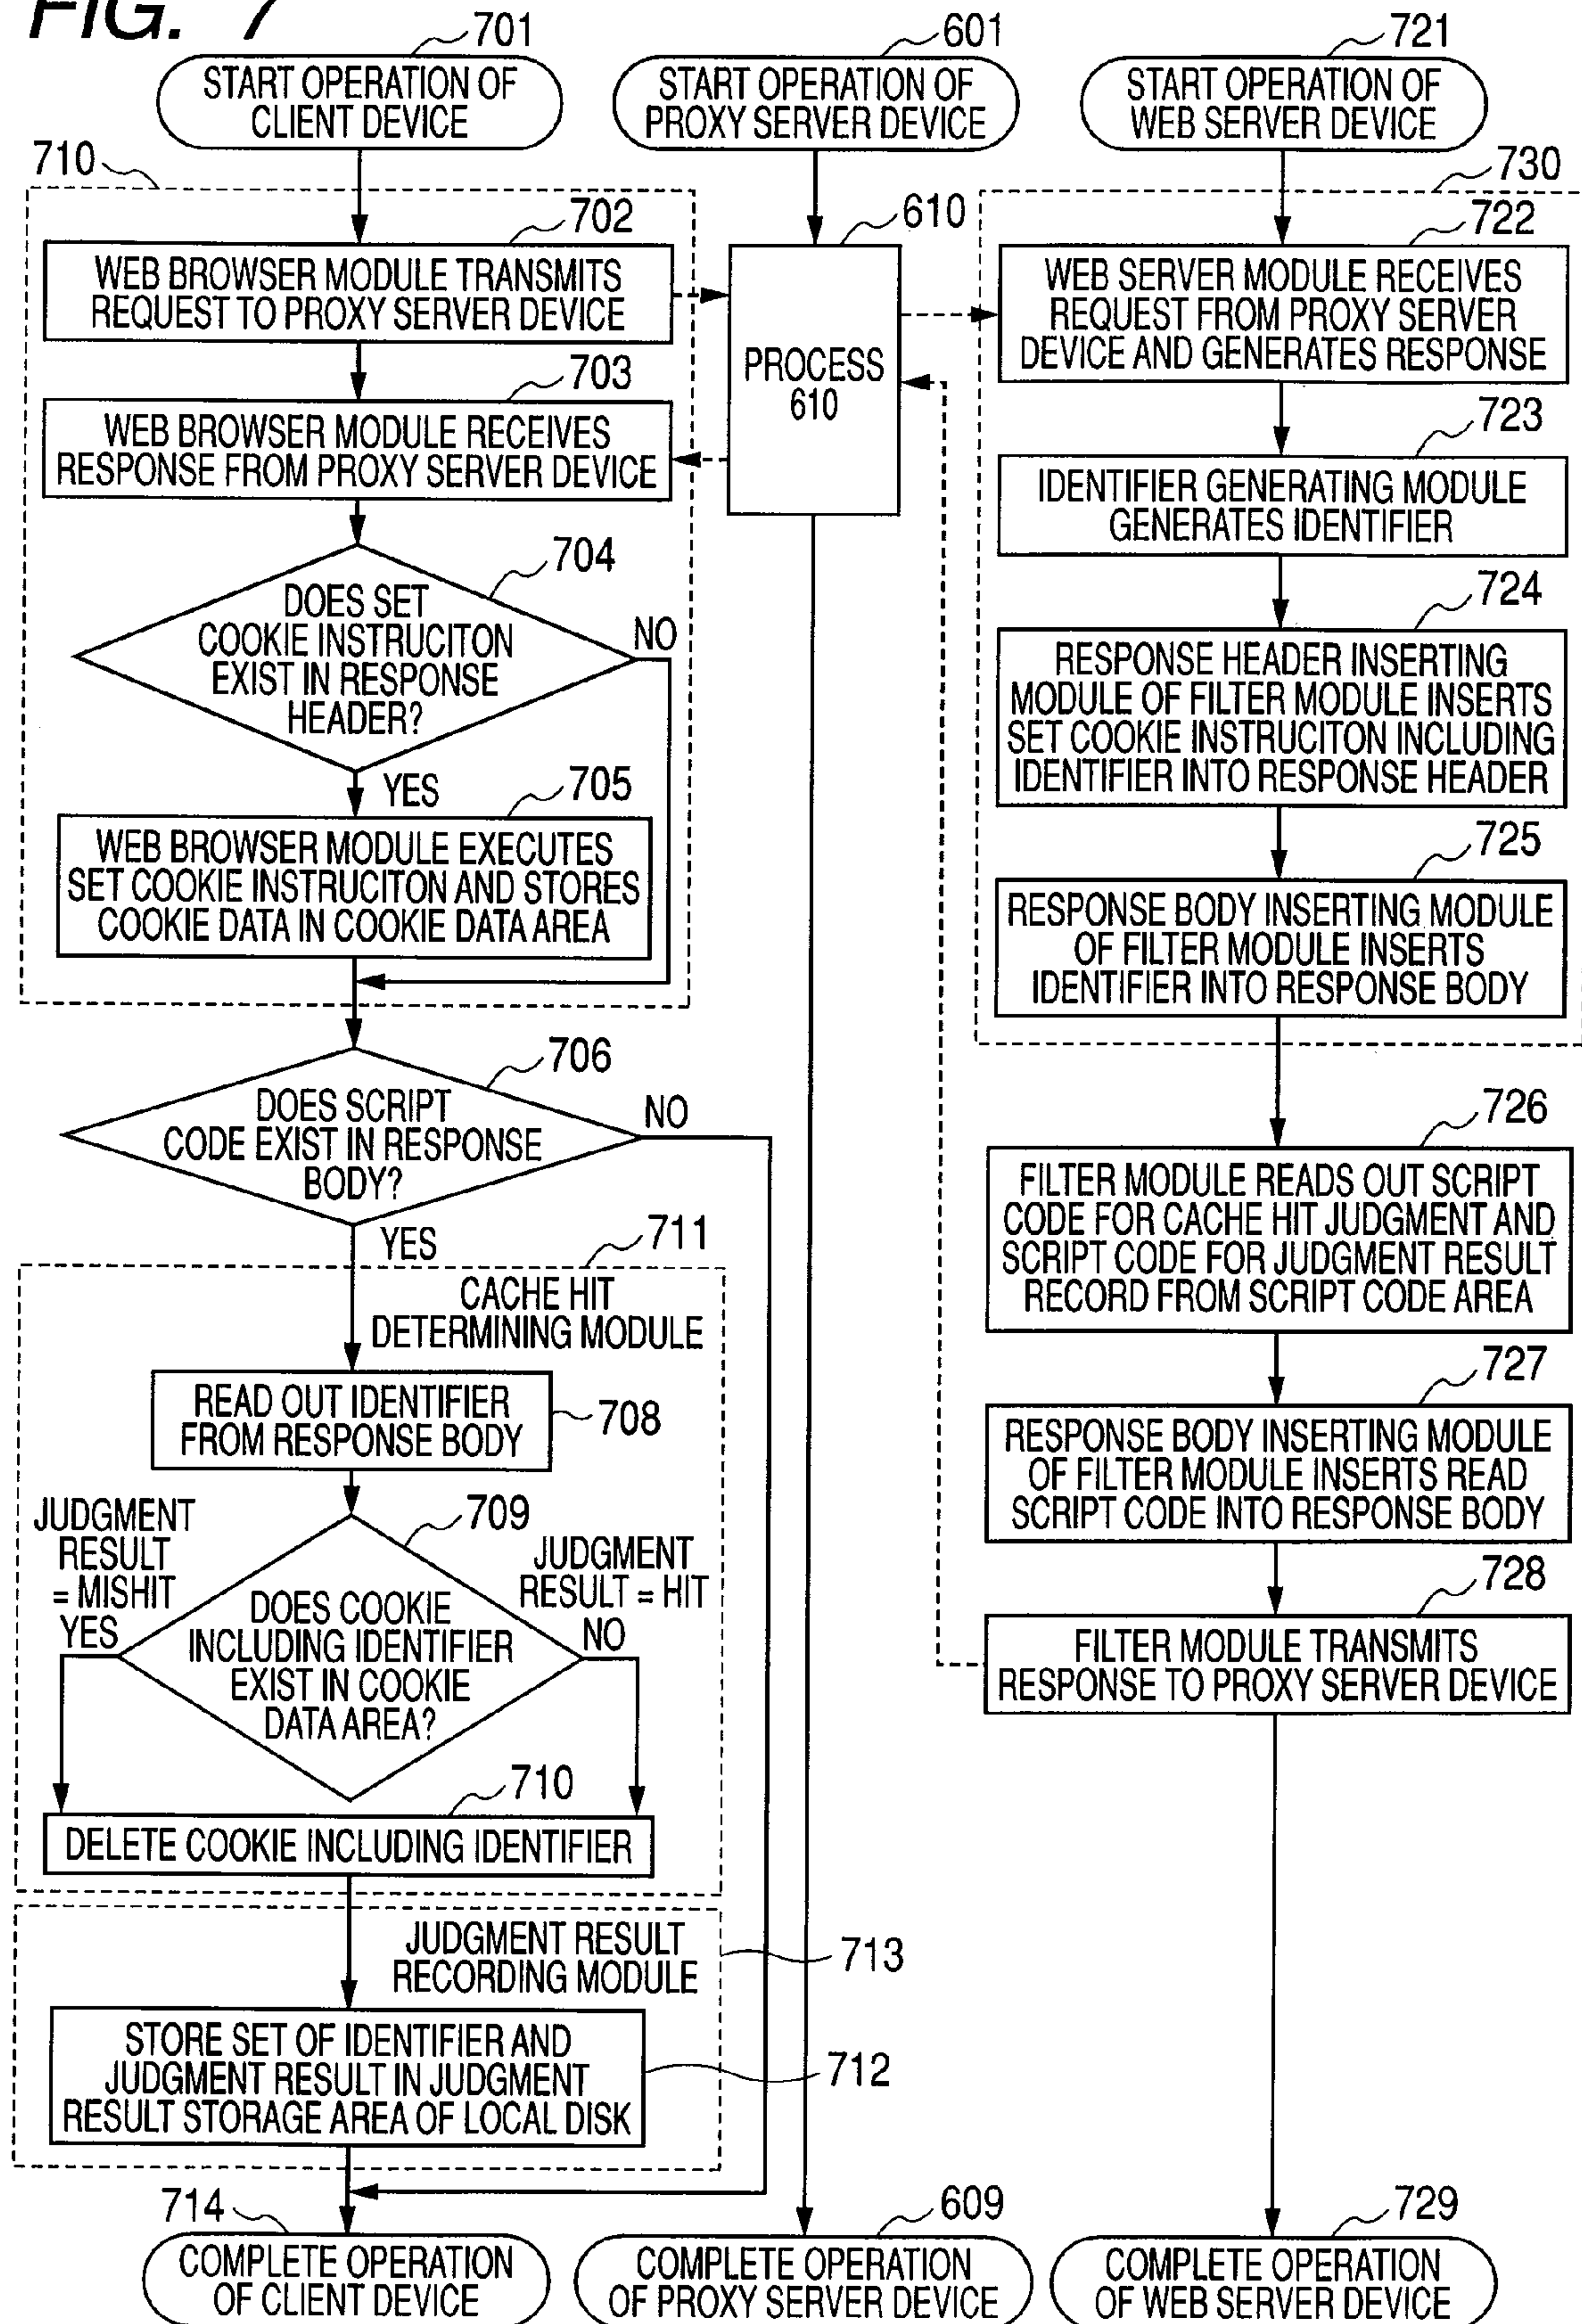 FIG. 7
701
START OPERATION OF
CLIENT DEVICE
601
START OPERATION OF
PROXY SERVER DEVICE
721
START OPERATION OF
WEB SERVER DEVICE
710
702
WEB BROWSER MODULE TRANSMITS
REQUEST TO PROXY SERVER DEVICE
703
WEB BROWSER MODULE RECEIVES
RESPONSE FROM PROXY SERVER DEVICE
704
DOES SET
COOKIE INSTRUCITON
EXIST IN RESPONSE
HEADER?
NO
YES
705
WEB BROWSER MODULE EXECUTES
SET COOKIE INSTRUCITON AND STORES
COOKIE DATA IN COOKIE DATA AREA
706
DOES SCRIPT
CODE EXIST IN RESPONSE
BODY?
NO
YES
711
CACHE HIT
DETERMINING MODULE
READ OUT IDENTIFIER
FROM RESPONSE BODY
708
JUDGMENT
RESULT
= MISHIT
YES
709
JUDGMENT
RESULT = HIT
NO
DOES COOKIE
INCLUDING IDENTIFIER
EXIST IN COOKIE
DATA AREA?
710
DELETE COOKIE INCLUDING IDENTIFIER
JUDGMENT RESULT
RECORDING MODULE
713
STORE SET OF IDENTIFIER AND
JUDGMENT RESULT IN JUDGMENT
RESULT STORAGE AREA OF LOCAL DISK
712
714
COMPLETE OPERATION
OF CLIENT DEVICE
610
PROCESS
610
609
COMPLETE OPERATION
OF PROXY SERVER DEVICE
730
722
WEB SERVER MODULE RECEIVES
REQUEST FROM PROXY SERVER
DEVICE AND GENERATES RESPONSE
723
IDENTIFIER GENERATING MODULE
GENERATES IDENTIFIER
724
RESPONSE HEADER INSERTING
MODULE OF FILTER MODULE INSERTS
SET COOKIE INSTRUCITON INCLUDING
IDENTIFIER INTO RESPONSE HEADER
725
RESPONSE BODY INSERTING MODULE
OF FILTER MODULE INSERTS
IDENTIFIER INTO RESPONSE BODY
726
FILTER MODULE READS OUT SCRIPT
CODE FOR CACHE HIT JUDGMENT AND
SCRIPT CODE FOR JUDGMENT RESULT
RECORD FROM SCRIPT CODE AREA
727
RESPONSE BODY INSERTING MODULE
OF FILTER MODULE INSERTS READ
SCRIPT CODE INTO RESPONSE BODY
728
FILTER MODULE TRANSMITS
RESPONSE TO PROXY SERVER DEVICE
729
COMPLETE OPERATION
OF WEB SERVER DEVICE